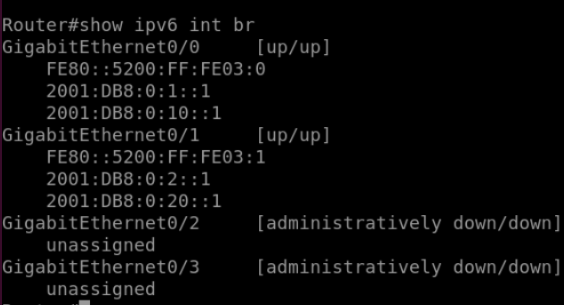 Router#show ipv6 int br
GigabitEthernet0/0 [up/up]
FE80::5200:FF:FE03:0
2001:DB8:0:1::1
2001:DB8:0:10::1
GigabitEthernet0/1 [up/up]
FE80::5200:FF:FE03:1
2001:DB8:0:2::1
2001:DB8:0:20::1
GigabitEthernet0/2 [administratively down/down]
unassigned
GigabitEthernet0/3 [administratively down/down]
unassigned